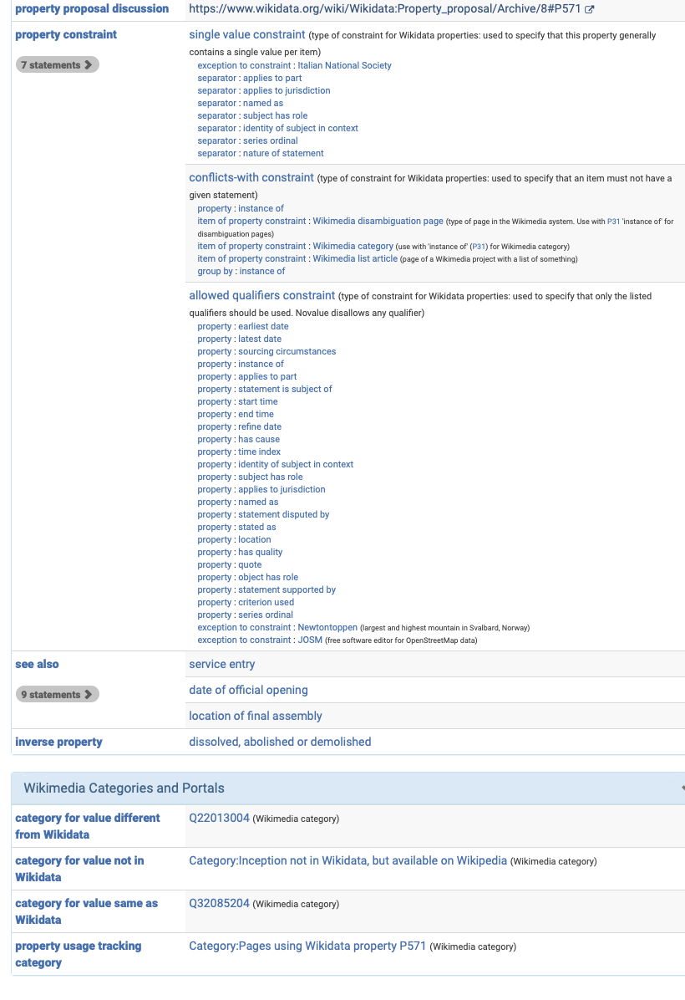 property proposal discussion
https://www.wikidata.org/wiki/Wikidata:Property_proposal/Archive/8#P571
property constraint
7 statements
single value constraint (type of constraint for Wikidata properties: used to specify that this property generally
contains a single value per item)
exception to constraint : Italian National Society
separator : applies to part
separator : applies to jurisdiction
separator : named as
separator : subject has role
separator : identity of subject in context
separator : series ordinal
separator : nature of statement
conflicts-with constraint (type of constraint for Wikidata properties: used to specify that an item must not have a
given statement)
property : instance of
item of property constraint : Wikimedia disambiguation page (type of page in the Wikimedia system. Use with P31 'instance of' for
disambiguation pages)
item of property constraint : Wikimedia category (use with 'instance of' (P31) for Wikimedia category)
item of property constraint : Wikimedia list article (page of a Wikimedia project with a list of something)
group by : instance of
allowed qualifiers constraint (type of constraint for Wikidata properties: used to specify that only the listed
qualifiers should be used. Novalue disallows any qualifier)
property : earliest date
property : latest date
property : sourcing circumstances
property : instance of
property : applies to part
property : statement is subject of
property : start time
property : end time
property : refine date
property : has cause
property : time index
property : identity of subject in context
property : subject has role
property : applies to jurisdiction
property : named as
property : statement disputed by
property : stated as
property : location
property : has quality
property : quote
property : object has role
property : statement supported by
property : criterion used
property : series ordinal
exception to constraint : Newtontoppen (largest and highest mountain in Svalbard, Norway)
exception to constraint : JOSM (free software editor for OpenStreetMap data)
see also
9 statements
service entry
date of official opening
location of final assembly
inverse property
dissolved, abolished or demolished
Wikimedia Categories and Portals
category for value different
from Wikidata
Q22013004 (Wikimedia category)
category for value not in
Wikidata
Category:Inception not in Wikidata, but available on Wikipedia (Wikimedia category)
category for value same as
Wikidata
Q32085204 (Wikimedia category)
property usage tracking
category
Category:Pages using Wikidata property P571 (Wikimedia category)